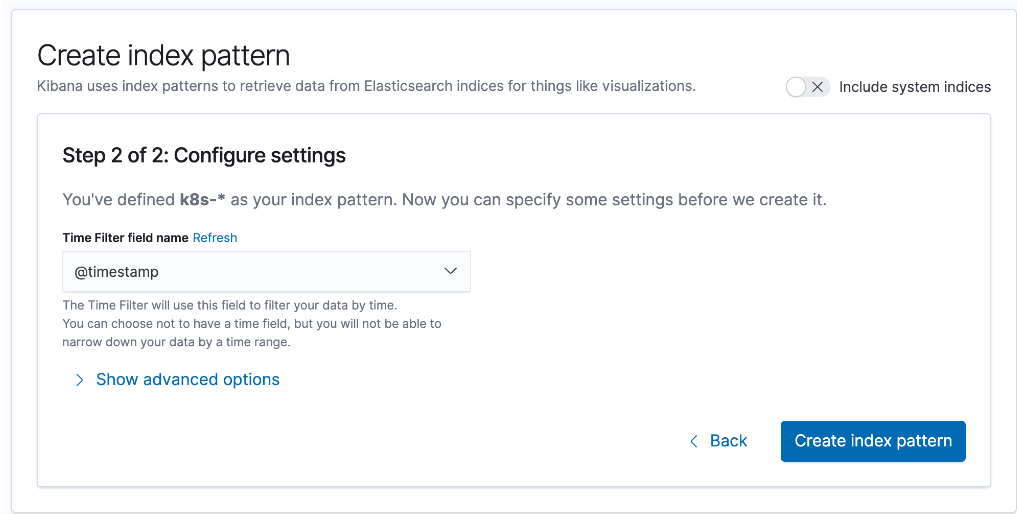 Create index pattern
Kibana uses index patterns to retrieve data from Elasticsearch indices for things like visualizations.
Include system indices
Step 2 of 2: Configure settings
You've defined k8s-* as your index pattern. Now you can specify some settings before we create it.
Time Filter field name Refresh
@timestamp
The Time Filter will use this field to filter your data by time.
You can choose not to have a time field, but you will not be able to
narrow down your data by a time range.
Show advanced options
Back
Create index pattern